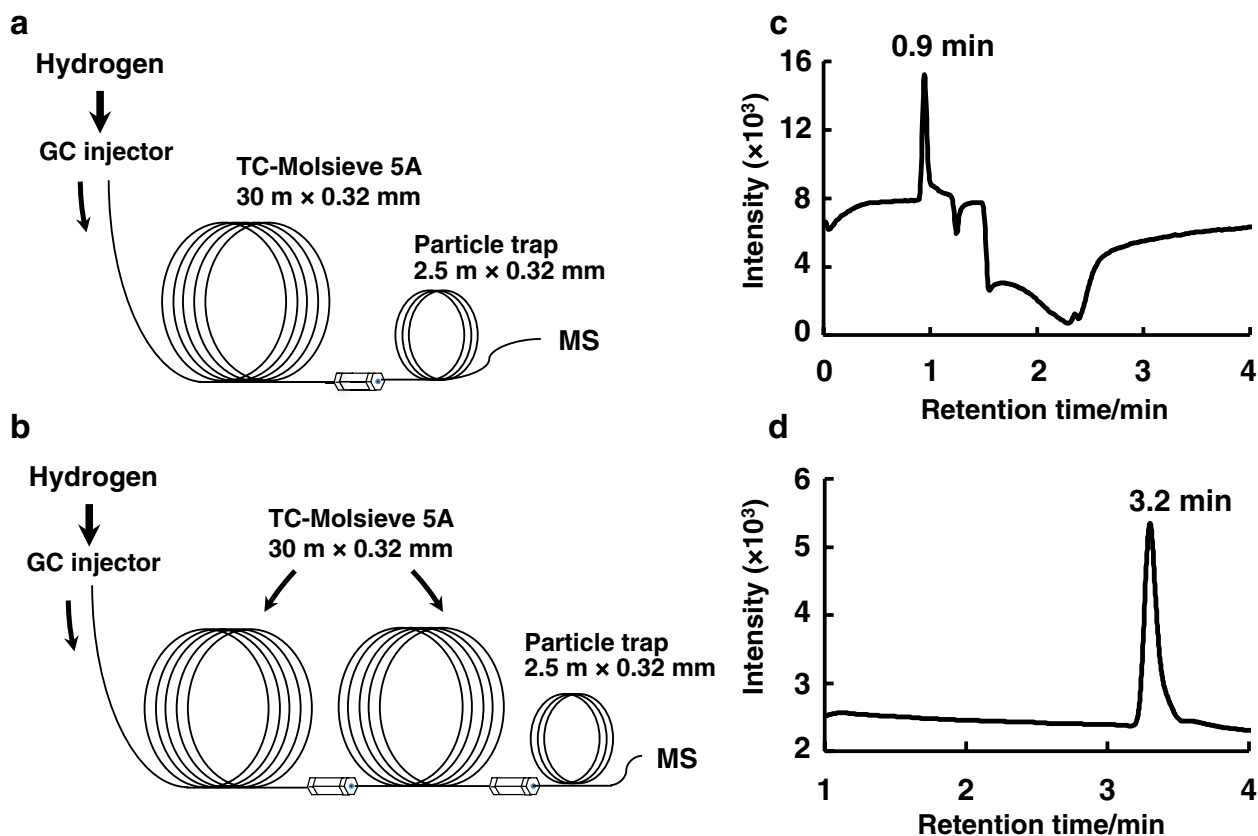 a
Hydrogen
GC injector
TC-Molsieve 5A
30 m × 0.32 mm
Particle trap
2.5 m × 0.32 mm
MS
b
Hydrogen
GC injector
TC-Molsieve 5A
30 m × 0.32 mm
Particle trap
2.5 m × 0.32 mm
MS
c
0.9 min
Intensity (×10³)
16
12
8
4
0
0 1 2 3 4
Retention time/min
d
3.2 min
Intensity (×10³)
6
5
4
3
2
1 2 3 4
Retention time/min